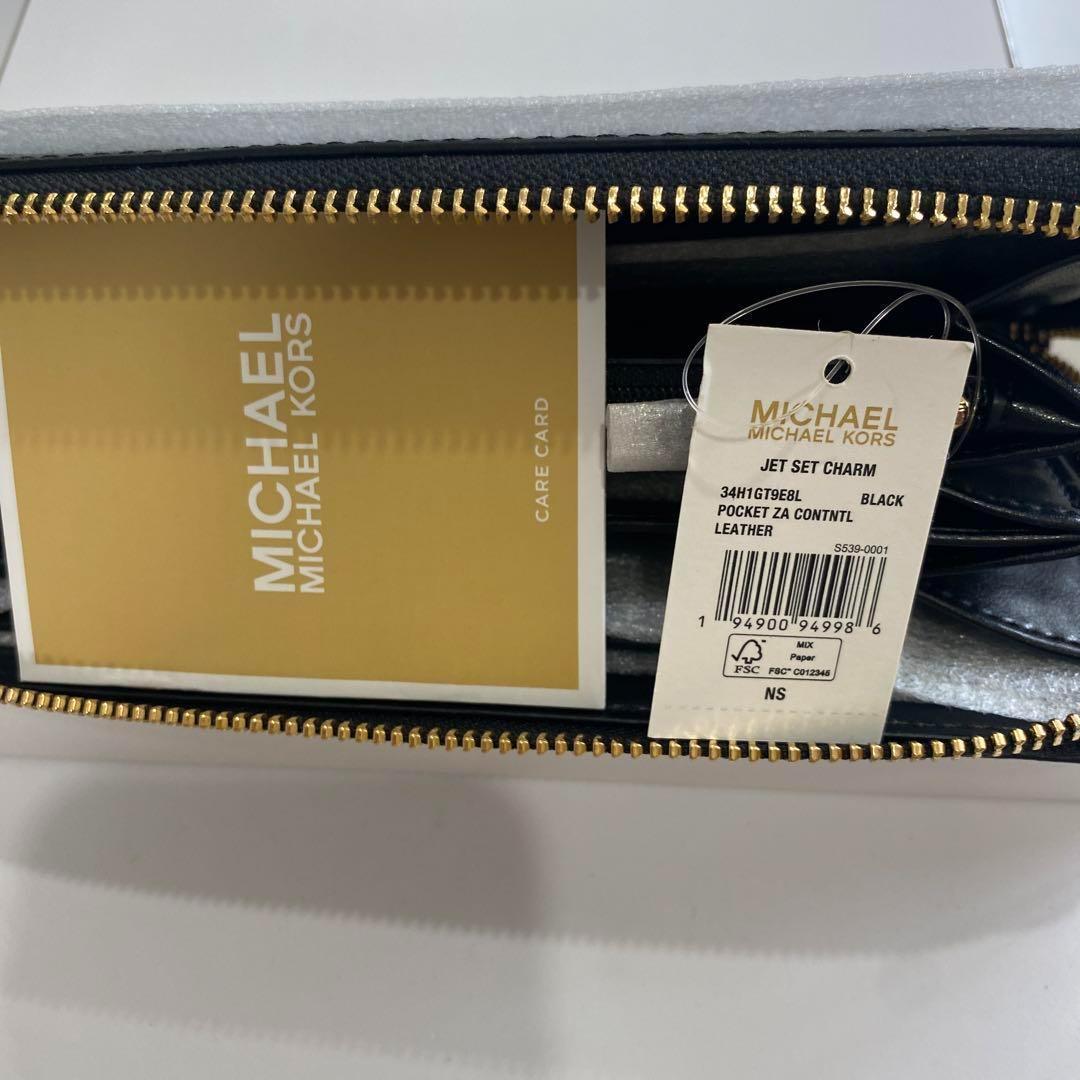 MICHAEL
MICHAEL KORS
CARE CARD
MICHAEL
MICHAEL KORS
JET SET CHARM
34H1GT9E8L BLACK
POCKET ZA CONTNTL
LEATHER
S539-0001
1 94900 94998 6
FSC
MIX
Paper
FSC™ C012345
NS